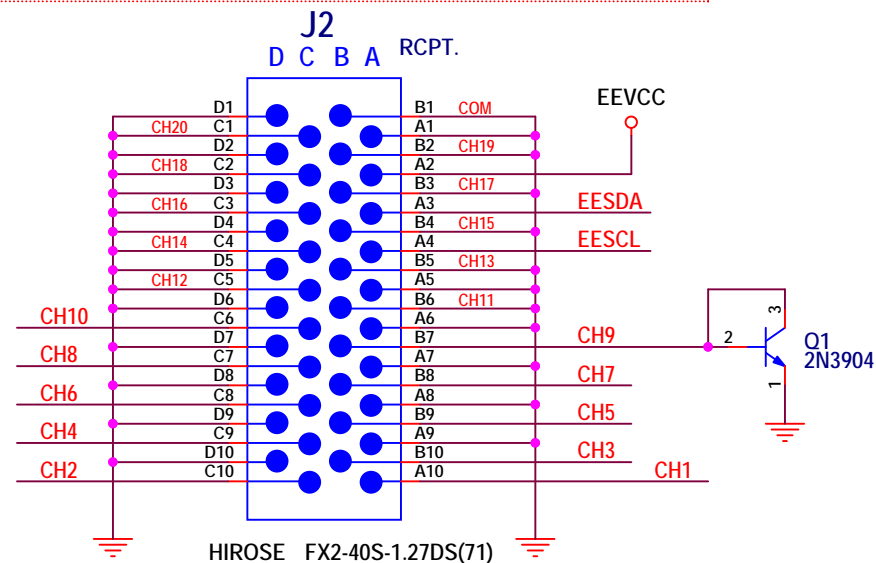 J2
D C B A RCPT.
EEVCC
D1 B1 COM
CH20 C1 A1
D2 B2 CH19
CH18 C2 A2
D3 B3 CH17
CH16 C3 A3 EESDA
D4 B4 CH15
CH14 C4 A4 EESCL
D5 B5 CH13
CH12 C5 A5
D6 B6 CH11
CH10 C6 A6
D7 B7 CH9
CH8 C7 A7
D8 B8 CH7
CH6 C8 A8
D9 B9 CH5
CH4 C9 A9
D10 B10 CH3
CH2 C10 A10 CH1
3
2
1
Q1
2N3904
HIROSE FX2-40S-1.27DS(71)